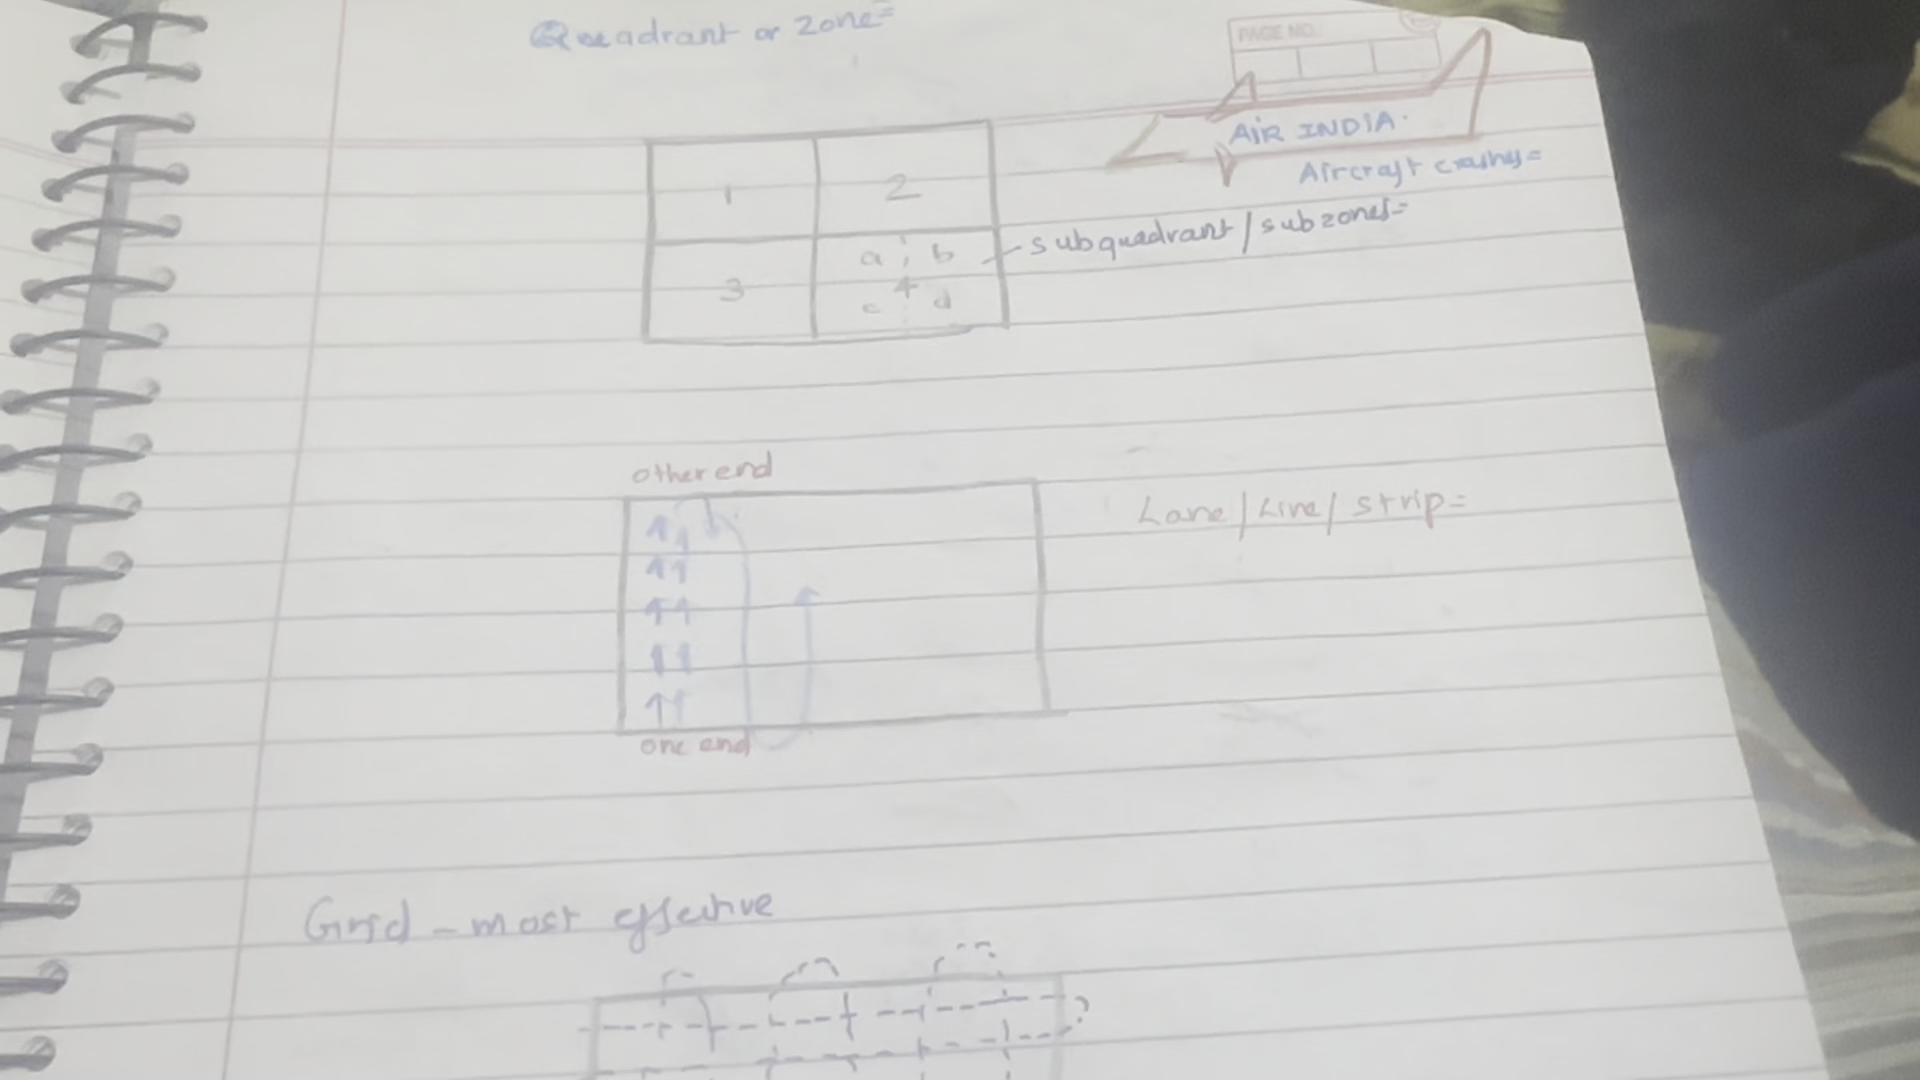 Quadrant or zone=
PAGE NO.
AIR INDIA.
Aircraft crashy=
1 2
subquadrant/subzones=
a b
3 4
c d
other end
Lane/Line/strip=
one end
Grid - most effective